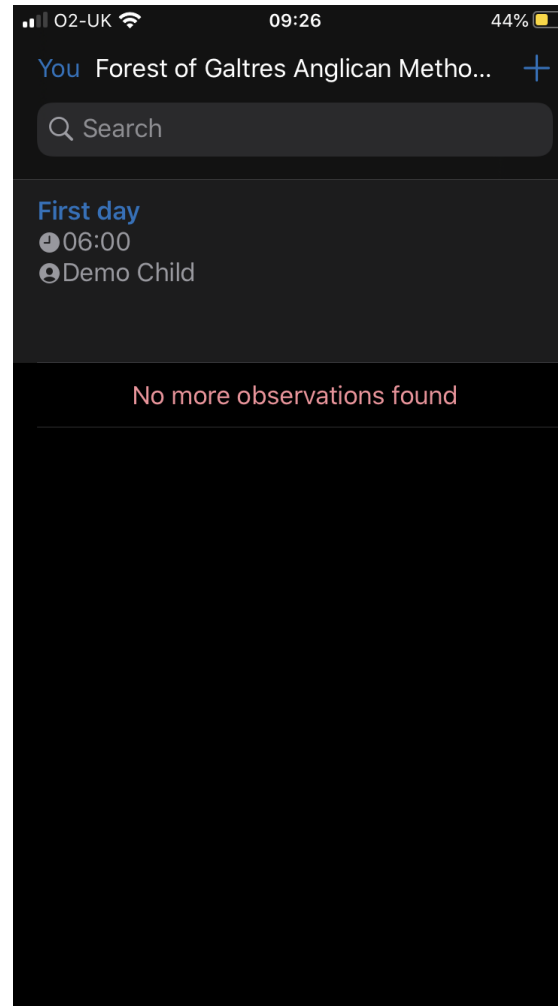 O2-UK 09:26 44%
You Forest of Galtres Anglican Metho... +
Search
First day
06:00
Demo Child
No more observations found